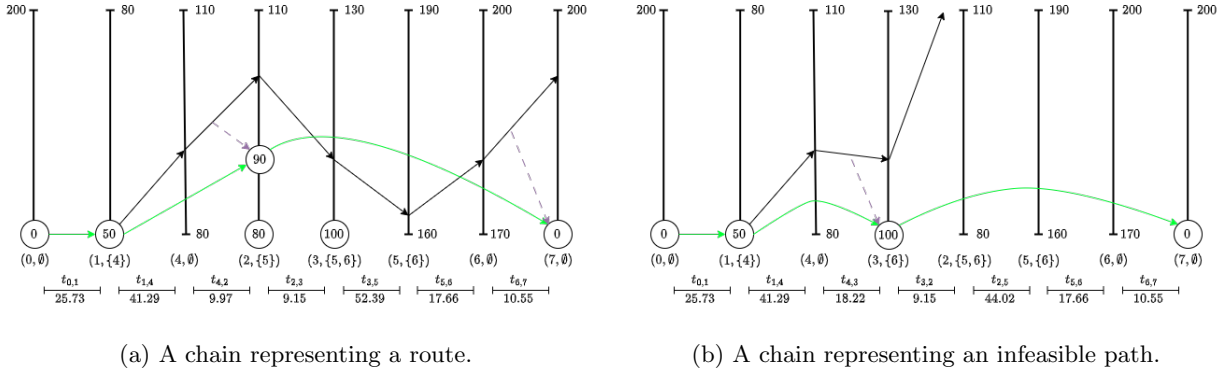 200 80 110 110 130 190 200 200
90
0 50 80 80 100 160 170 0
(0, ∅) (1, {4}) (4, ∅) (2, {5}) (3, {5, 6}) (5, {6}) (6, ∅) (7, ∅)
t0,1 t1,4 t4,2 t2,3 t3,5 t5,6 t6,7
25.73 41.29 9.97 9.15 52.39 17.66 10.55
(a) A chain representing a route.
200 80 110 130 110 190 200 200
0 50 80 100 80 160 170 0
(0, ∅) (1, {4}) (4, ∅) (3, {6}) (2, {5, 6}) (5, {6}) (6, ∅) (7, ∅)
t0,1 t1,4 t4,3 t3,2 t2,5 t5,6 t6,7
25.73 41.29 18.22 9.15 44.02 17.66 10.55
(b) A chain representing an infeasible path.